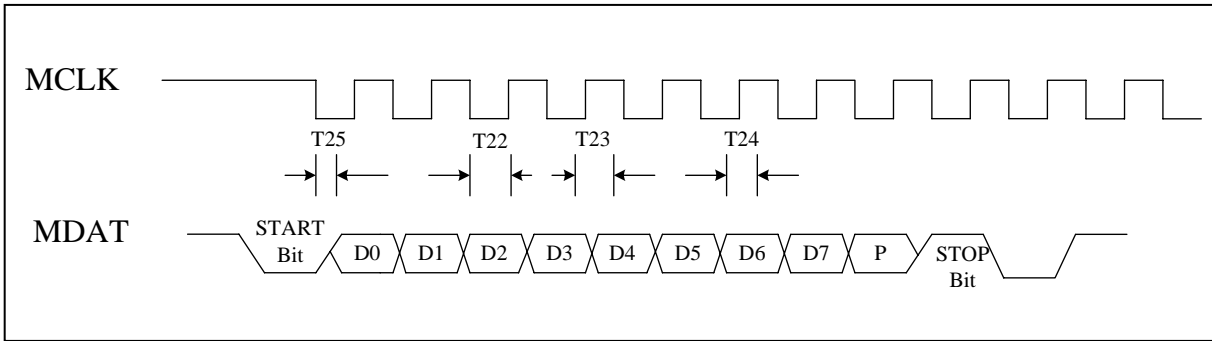 MCLK
T25 T22 T23 T24
MDAT
START
Bit
D0 D1 D2 D3 D4 D5 D6 D7 P
STOP
Bit